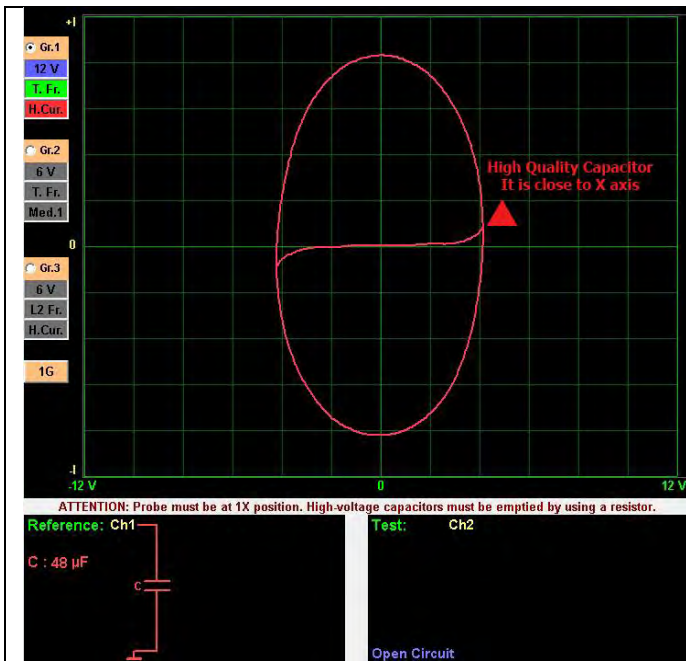 +I
Gr.1
12 V
T. Fr.
H.Cur.
Gr.2
6 V
T. Fr.
Med.1
High Quality Capacitor
It is close to X axis
0
Gr.3
6 V
L2 Fr.
H.Cur.
1G
-I
-12 V
0
12 V
ATTENTION: Probe must be at 1X position. High-voltage capacitors must be emptied by using a resistor.
Reference: Ch1
C : 48 µF
C
Test: Ch2
Open Circuit